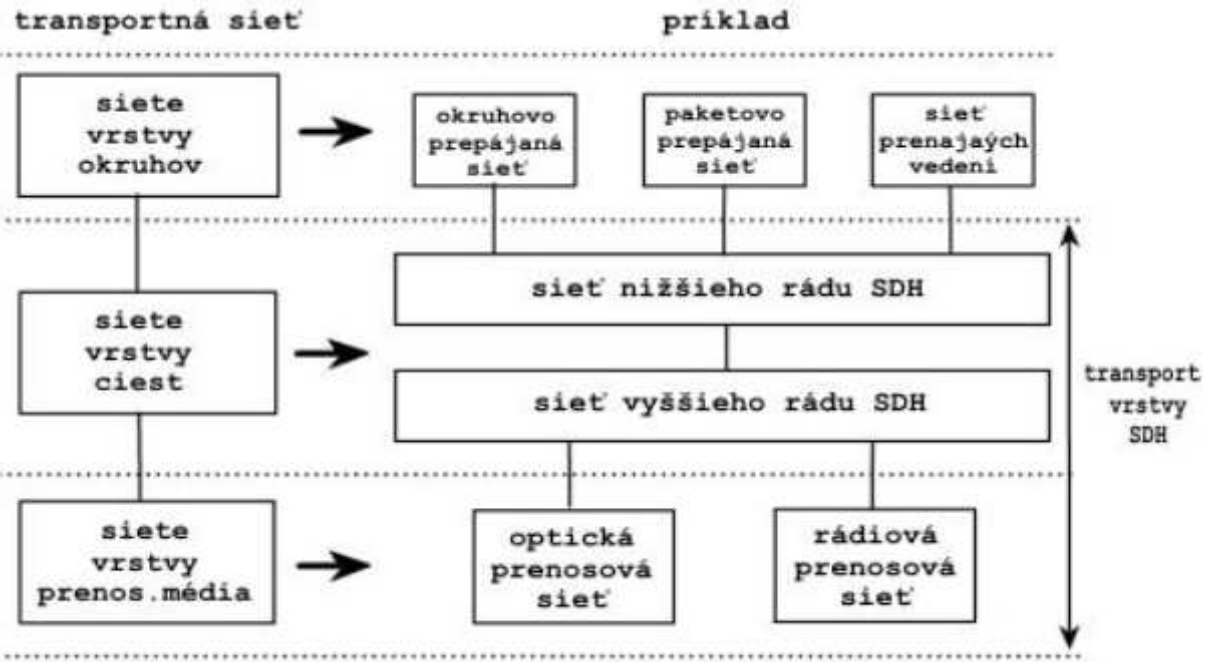 transportná sieť
príklad
siete
vrstvy
okruhov
okruhovo
prepájaná
sieť
paketovo
prepájaná
sieť
sieť
prenajaých
vedení
siete
vrstvy
ciest
sieť nižšieho rádu SDH
sieť vyššieho rádu SDH
transport
vrstvy
SDH
siete
vrstvy
prenos.média
optická
prenosová
sieť
rádiová
prenosová
sieť